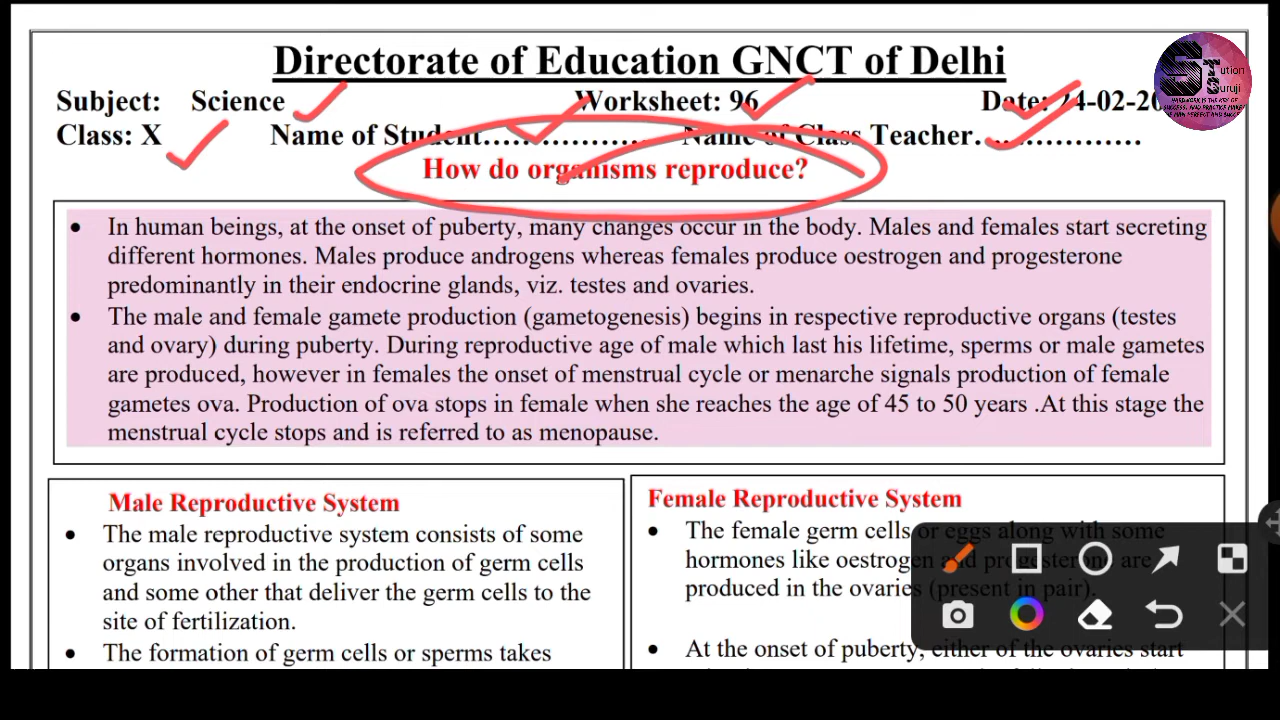 Directorate of Education GNCT of Delhi
Subject: Science Worksheet: 96 Date: 24-02-20
Class: X Name of Student........................ Name of Class Teacher..................
How do organisms reproduce?
• In human beings, at the onset of puberty, many changes occur in the body. Males and females start secreting
different hormones. Males produce androgens whereas females produce oestrogen and progesterone
predominantly in their endocrine glands, viz. testes and ovaries.
• The male and female gamete production (gametogenesis) begins in respective reproductive organs (testes
and ovary) during puberty. During reproductive age of male which last his lifetime, sperms or male gametes
are produced, however in females the onset of menstrual cycle or menarche signals production of female
gametes ova. Production of ova stops in female when she reaches the age of 45 to 50 years .At this stage the
menstrual cycle stops and is referred to as menopause.
Male Reproductive System
• The male reproductive system consists of some
organs involved in the production of germ cells
and some other that deliver the germ cells to the
site of fertilization.
• The formation of germ cells or sperms takes
Female Reproductive System
• The female germ cells or eggs along with some
hormones like oestrogen and progesterone are
produced in the ovaries (present in pair).
• At the onset of puberty, either of the ovaries start
STution
Guruji
HARDWORK IS THE KEY OF
SUCCESS, AND PRACTICE MAKE